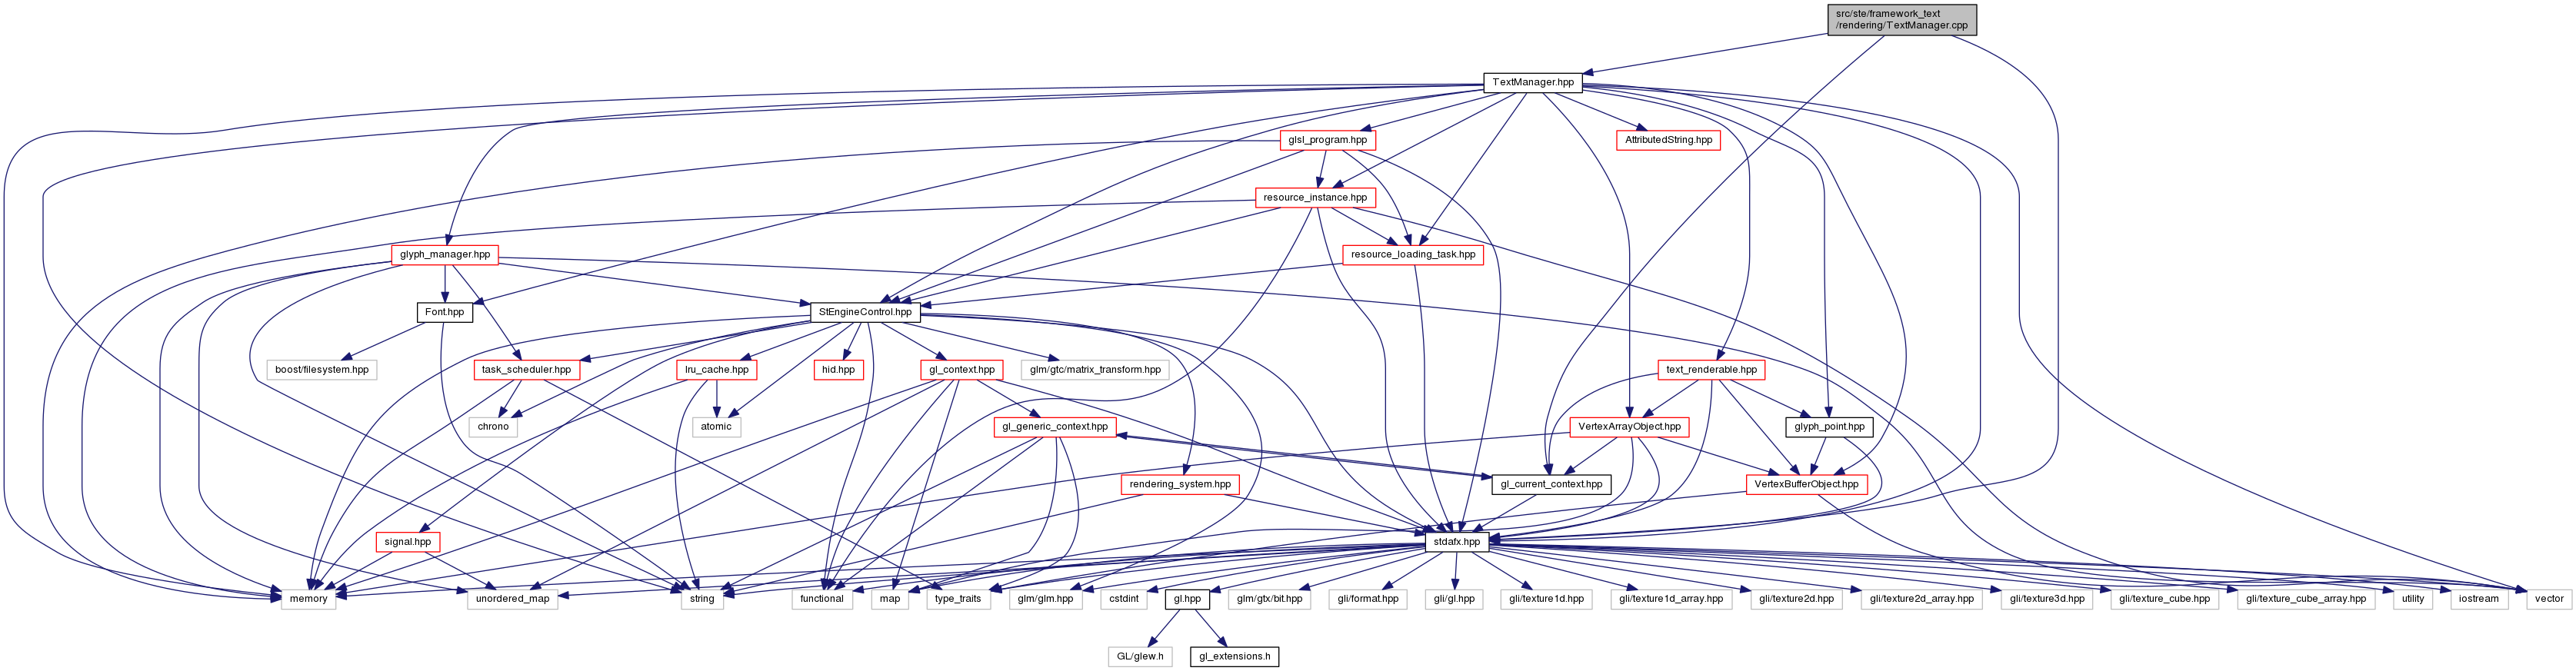 src/ste/framework_text
/rendering/TextManager.cpp
TextManager.hpp
glsl_program.hpp
AttributedString.hpp
resource_instance.hpp
glyph_manager.hpp
resource_loading_task.hpp
Font.hpp
StEngineControl.hpp
boost/filesystem.hpp
task_scheduler.hpp
lru_cache.hpp
hid.hpp
gl_context.hpp
glm/gtc/matrix_transform.hpp
text_renderable.hpp
chrono
atomic
gl_generic_context.hpp
VertexArrayObject.hpp
glyph_point.hpp
rendering_system.hpp
gl_current_context.hpp
VertexBufferObject.hpp
signal.hpp
stdafx.hpp
memory
unordered_map
string
functional
map
type_traits
glm/glm.hpp
cstdint
gl.hpp
glm/gtx/bit.hpp
gli/format.hpp
gli/gl.hpp
gli/texture1d.hpp
gli/texture1d_array.hpp
gli/texture2d.hpp
gli/texture2d_array.hpp
gli/texture3d.hpp
gli/texture_cube.hpp
gli/texture_cube_array.hpp
utility
iostream
vector
GL/glew.h
gl_extensions.h